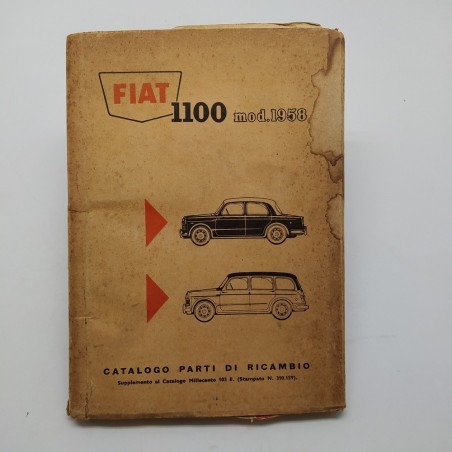 FIAT
1100 mod.1958
CATALOGO PARTI DI RICAMBIO
Supplemento al Catalogo Millecento 103 E. (Stampato N.